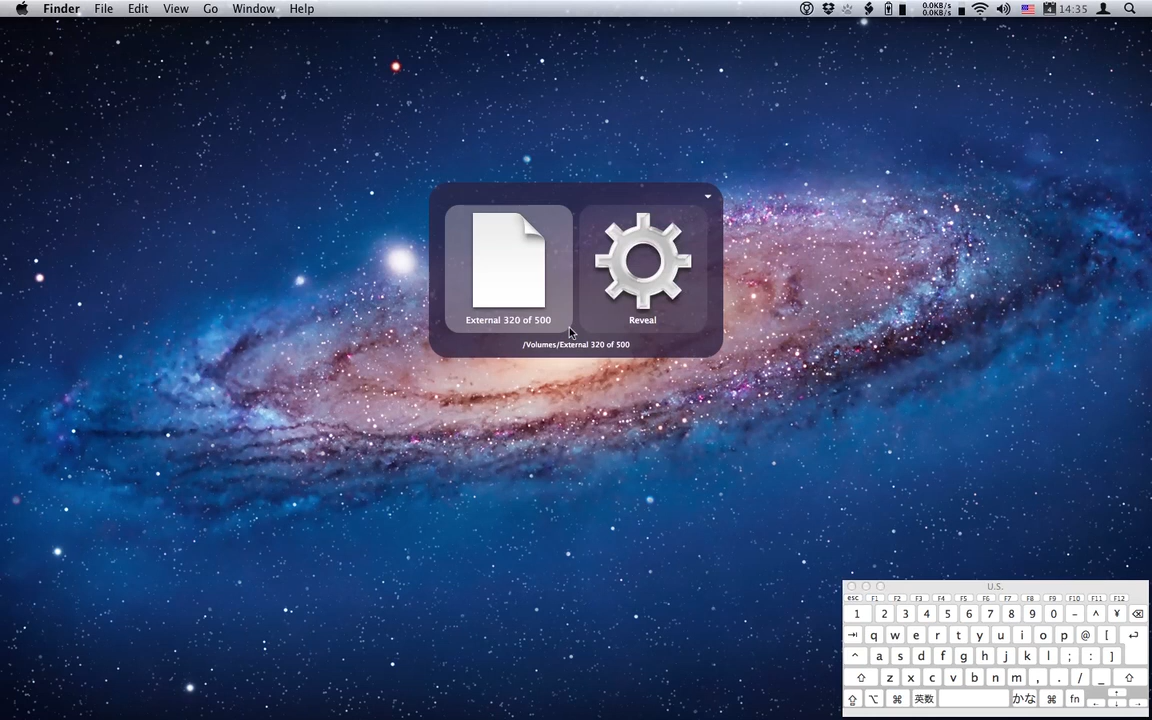 Finder File Edit View Go Window Help
0.0KB/s
0.0KB/s
14:35
External 320 of 500
Reveal
/Volumes/External 320 of 500
U.S.
esc F1 F2 F3 F4 F5 F6 F7 F8 F9 F10 F11 F12
1 2 3 4 5 6 7 8 9 0 - ^ ¥
q w e r t y u i o p @ [
^ a s d f g h j k l ; : ]
z x c v b n m , . / _
⌥ ⌘ 英数 かな ⌘ fn